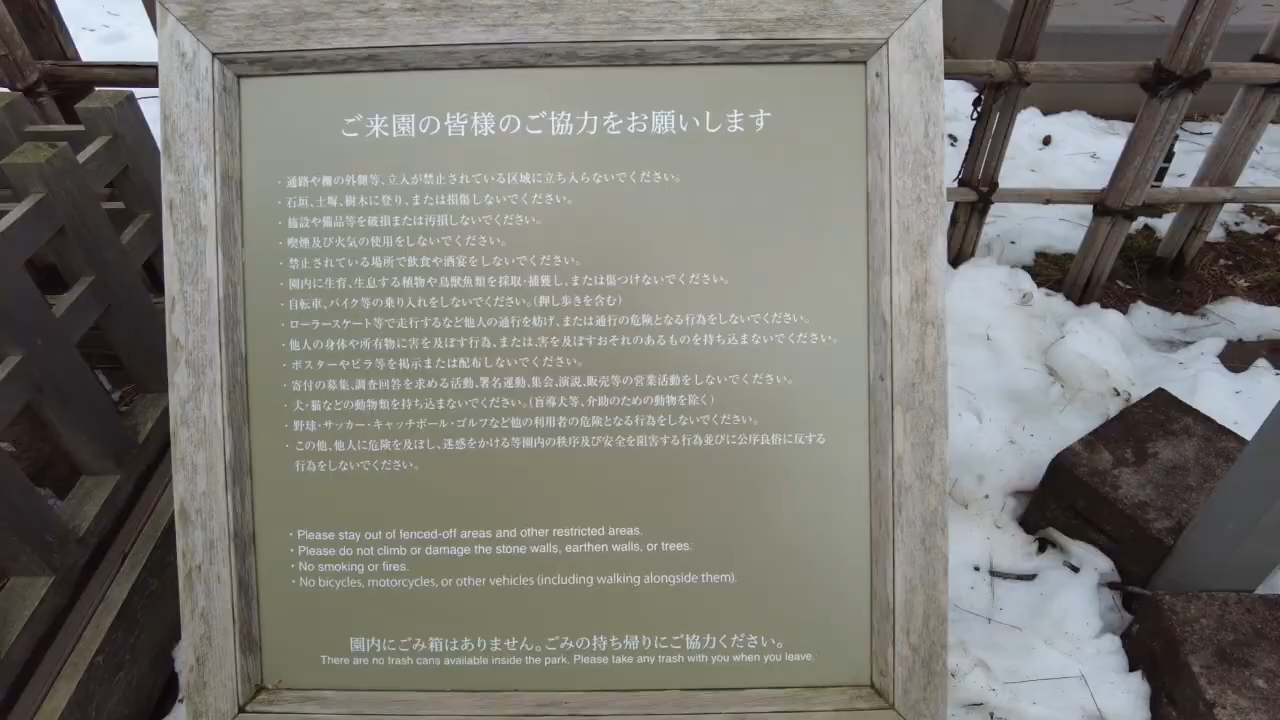 ご来園の皆様のご協力をお願いします
・通路や柵の外側等、立入が禁止されている区域に立ち入らないでください。
・石垣、土塀、樹木に登り、または損傷しないでください。
・施設や備品等を破損または汚損しないでください。
・喫煙及び火気の使用をしないでください。
・禁止されている場所で飲食や酒宴をしないでください。
・園内に生育、生息する植物や鳥獣魚類を採取・捕獲し、または傷つけないでください。
・自転車、バイク等の乗り入れをしないでください。(押し歩きを含む)
・ローラースケート等で走行するなど他人の通行を妨げ、または通行の危険となる行為をしないでください。
・他人の身体や所有物に害を及ぼす行為、または、害を及ぼすおそれのあるものを持ち込まないでください。
・ポスターやビラ等を掲示または配布しないでください。
・寄付の募集、調査回答を求める活動、署名運動、集会、演説、販売等の営業活動をしないでください。
・犬・猫などの動物類を持ち込まないでください。(盲導犬等、介助のための動物を除く)
・野球・サッカー・キャッチボール・ゴルフなど他の利用者の危険となる行為をしないでください。
・この他、他人に危険を及ぼし、迷惑をかける等園内の秩序及び安全を阻害する行為並びに公序良俗に反する
行為をしないでください。
・Please stay out of fenced-off areas and other restricted areas.
・Please do not climb or damage the stone walls, earthen walls, or trees.
・No smoking or fires.
・No bicycles, motorcycles, or other vehicles (including walking alongside them).
園内にごみ箱はありません。ごみの持ち帰りにご協力ください。
There are no trash cans available inside the park. Please take any trash with you when you leave.